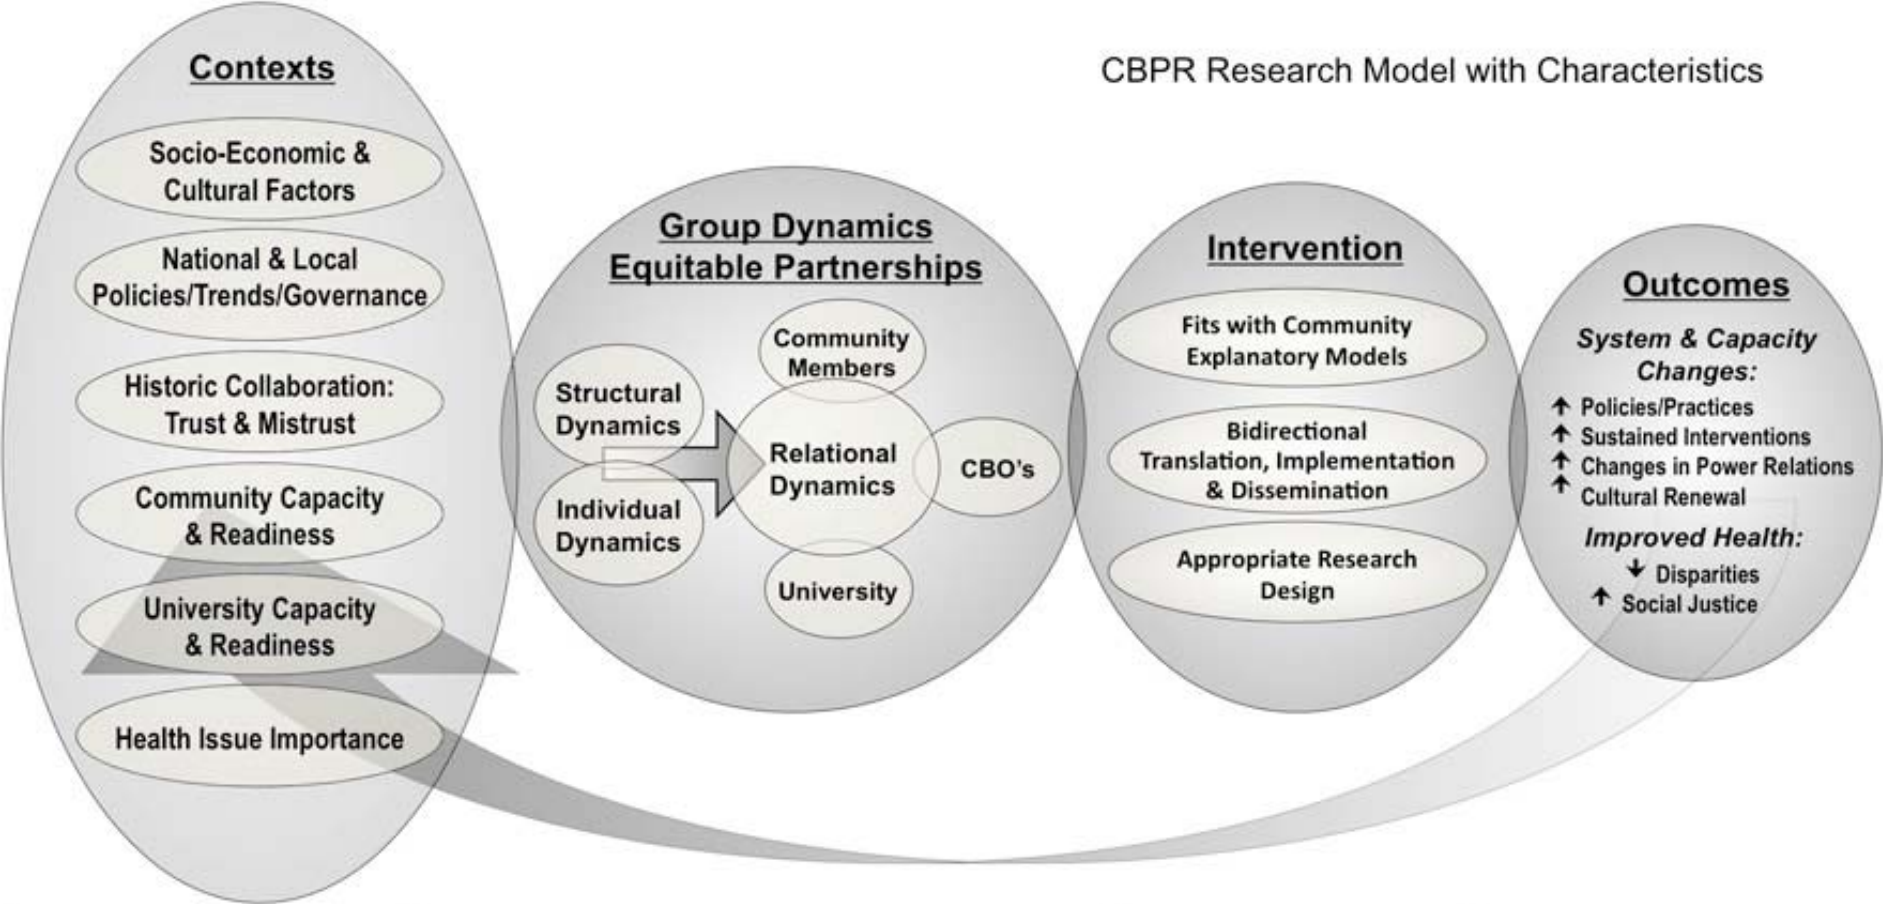 CBPR Research Model with Characteristics
Contexts
Socio-Economic &
Cultural Factors
National & Local
Policies/Trends/Governance
Historic Collaboration:
Trust & Mistrust
Community Capacity
& Readiness
University Capacity
& Readiness
Health Issue Importance
Group Dynamics
Equitable Partnerships
Structural
Dynamics
Individual
Dynamics
Community
Members
Relational
Dynamics
CBO's
University
Intervention
Fits with Community
Explanatory Models
Bidirectional
Translation, Implementation
& Dissemination
Appropriate Research
Design
Outcomes
System & Capacity
Changes:
Policies/Practices
Sustained Interventions
Changes in Power Relations
Cultural Renewal
Improved Health:
Disparities
Social Justice